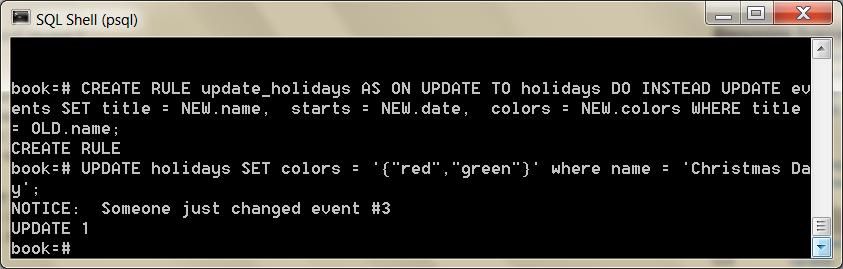 SQL Shell (psql)
book=# CREATE RULE update_holidays AS ON UPDATE TO holidays DO INSTEAD UPDATE ev
ents SET title = NEW.name,  starts = NEW.date,  colors = NEW.colors WHERE title
= OLD.name;
CREATE RULE
book=# UPDATE holidays SET colors = '{"red","green"}' where name = 'Christmas Da
y';
NOTICE:  Someone just changed event #3
UPDATE 1
book=#